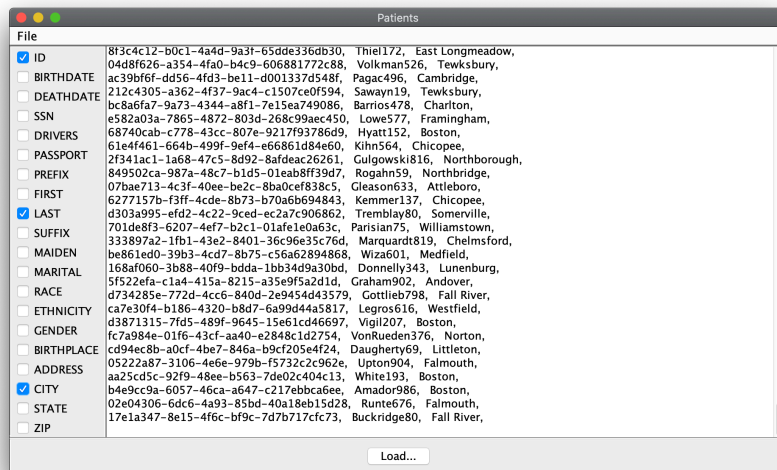 Patients
File
ID
BIRTHDATE
DEATHDATE
SSN
DRIVERS
PASSPORT
PREFIX
FIRST
LAST
SUFFIX
MAIDEN
MARITAL
RACE
ETHNICITY
GENDER
BIRTHPLACE
ADDRESS
CITY
STATE
ZIP
8f3c4c12-b0c1-4a4d-9a3f-65dde336db30, Thiel172, East Longmeadow,
04d8f626-a354-4fa0-b4c9-606881772c88, Volkman526, Tewksbury,
ac39bf6f-dd56-4fd3-be11-d001337d548f, Pagac496, Cambridge,
212c4305-a362-4f37-9ac4-c1507ce0f594, Sawayn19, Tewksbury,
bc8a6fa7-9a73-4344-a8f1-7e15ea749086, Barrios478, Charlton,
e582a03a-7865-4872-803d-268c99aec450, Lowe577, Framingham,
68740cab-c778-43cc-807e-9217f93786d9, Hyatt152, Boston,
61e4f461-664b-499f-9ef4-e66861d84e60, Kihn564, Chicopee,
2f341ac1-1a68-47c5-8d92-8afdeac26261, Gulgowski816, Northborough,
849502ca-987a-48c7-b1d5-01eab8ff39d7, Rogahn59, Northbridge,
07bae713-4c3f-40ee-be2c-8ba0cef838c5, Gleason633, Attleboro,
6277157b-f3ff-4cde-8b73-b70a6b694843, Kemmer137, Chicopee,
d303a995-efd2-4c22-9ced-ec2a7c906862, Tremblay80, Somerville,
701de8f3-6207-4ef7-b2c1-01afe1e0a63c, Parisian75, Williamstown,
333897a2-1fb1-43e2-8401-36c96e35c76d, Marquardt819, Chelmsford,
be861ed0-39b3-4cd7-8b75-c56a62894868, Wiza601, Medfield,
168af060-3b88-40f9-bdda-1bb34d9a30bd, Donnelly343, Lunenburg,
5f522efa-c1a4-415a-8215-a35e9f5a2d1d, Graham902, Andover,
d734285e-772d-4cc6-840d-2e9454d43579, Gottlieb798, Fall River,
ca7e30f4-b186-4320-b8d7-6a99d44a5817, Legros616, Westfield,
d3871315-7fd5-489f-9645-15e61cd46697, Vigil207, Boston,
fc7a984e-01f6-43cf-aa40-e2848c1d2754, VonRueden376, Norton,
cd94ec8b-a0cf-4be7-846a-b9cf205e4f24, Daugherty69, Littleton,
05222a87-3106-4e6e-979b-f5732c2c962e, Upton904, Falmouth,
aa25cd5c-92f9-48ee-b563-7de02c404c13, White193, Boston,
b4e9cc9a-6057-46ca-a647-c217ebbca6ee, Amador986, Boston,
02e04306-6dc6-4a93-85bd-40a18eb15d28, Runte676, Falmouth,
17e1a347-8e15-4f6c-bf9c-7d7b717cfc73, Buckridge80, Fall River,
Load...